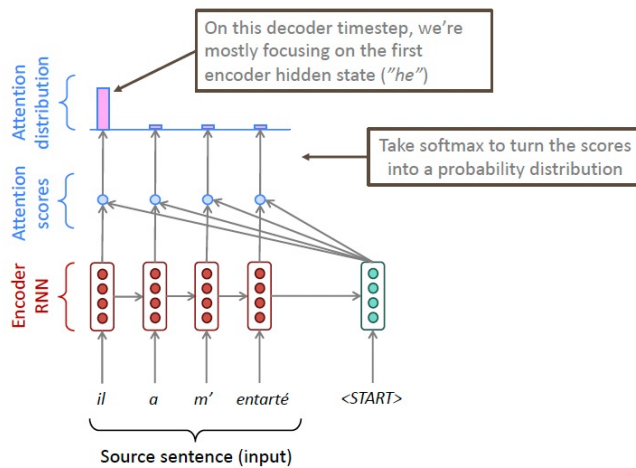 On this decoder timestep, we're
mostly focusing on the first
encoder hidden state ("he")
Attention
distribution
Take softmax to turn the scores
into a probability distribution
Attention
scores
Encoder
RNN
il a m' entarté <START>
Source sentence (input)